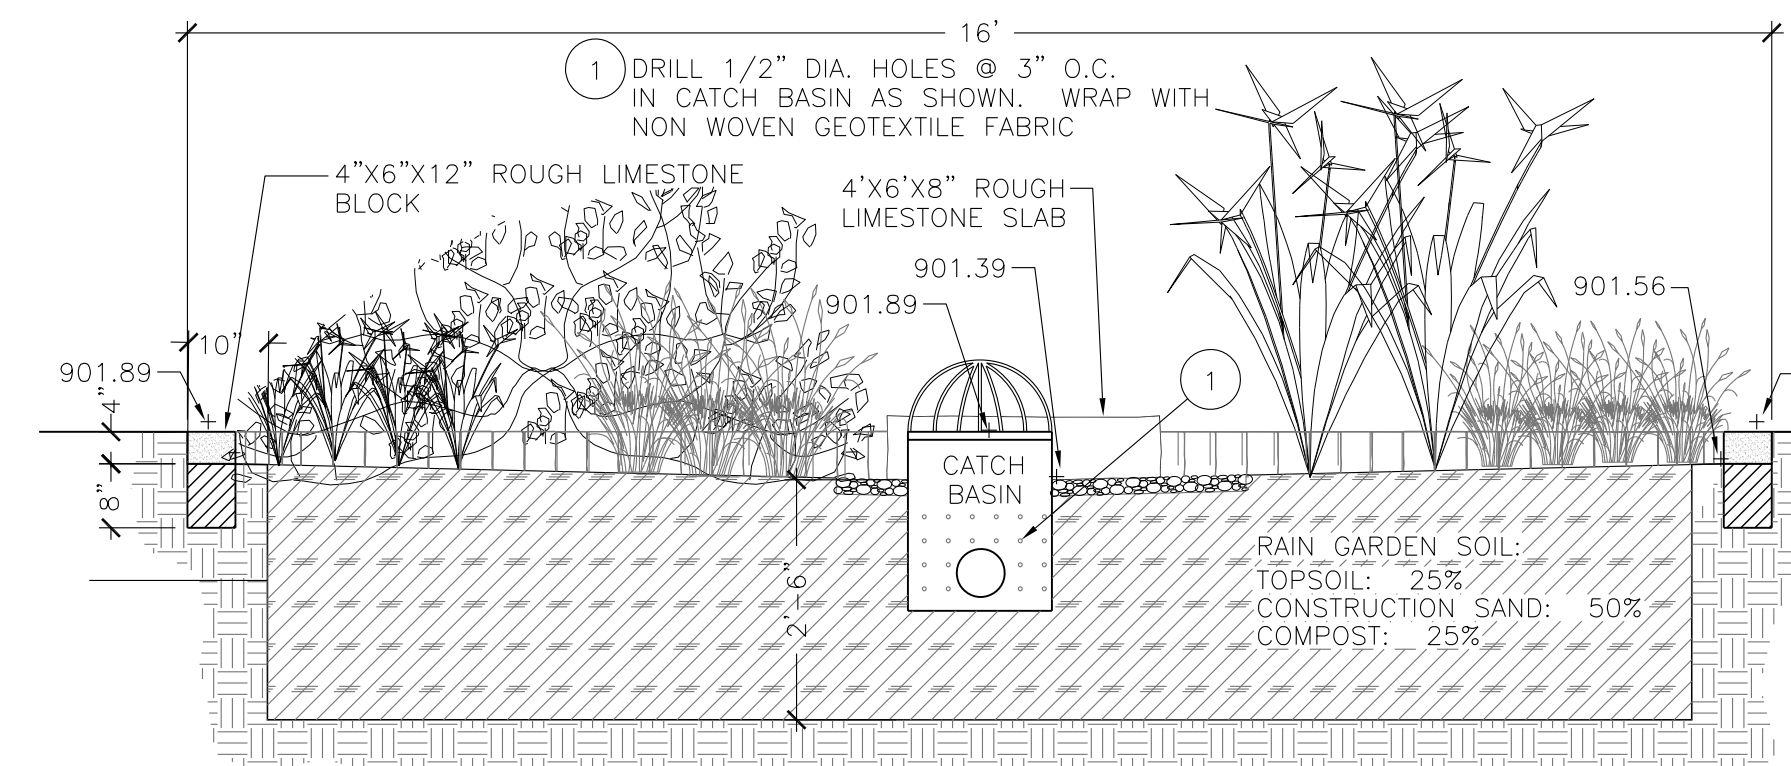 16'
1 DRILL 1/2" DIA. HOLES @ 3" O.C.
IN CATCH BASIN AS SHOWN. WRAP WITH
NON WOVEN GEOTEXTILE FABRIC
4"X6"X12" ROUGH LIMESTONE
BLOCK
4'X6'X8" ROUGH
LIMESTONE SLAB
901.39
901.89
901.56
10"
901.89
1
4"
8"
CATCH
BASIN
2'-6"
RAIN GARDEN SOIL:
TOPSOIL: 25%
CONSTRUCTION SAND: 50%
COMPOST: 25%